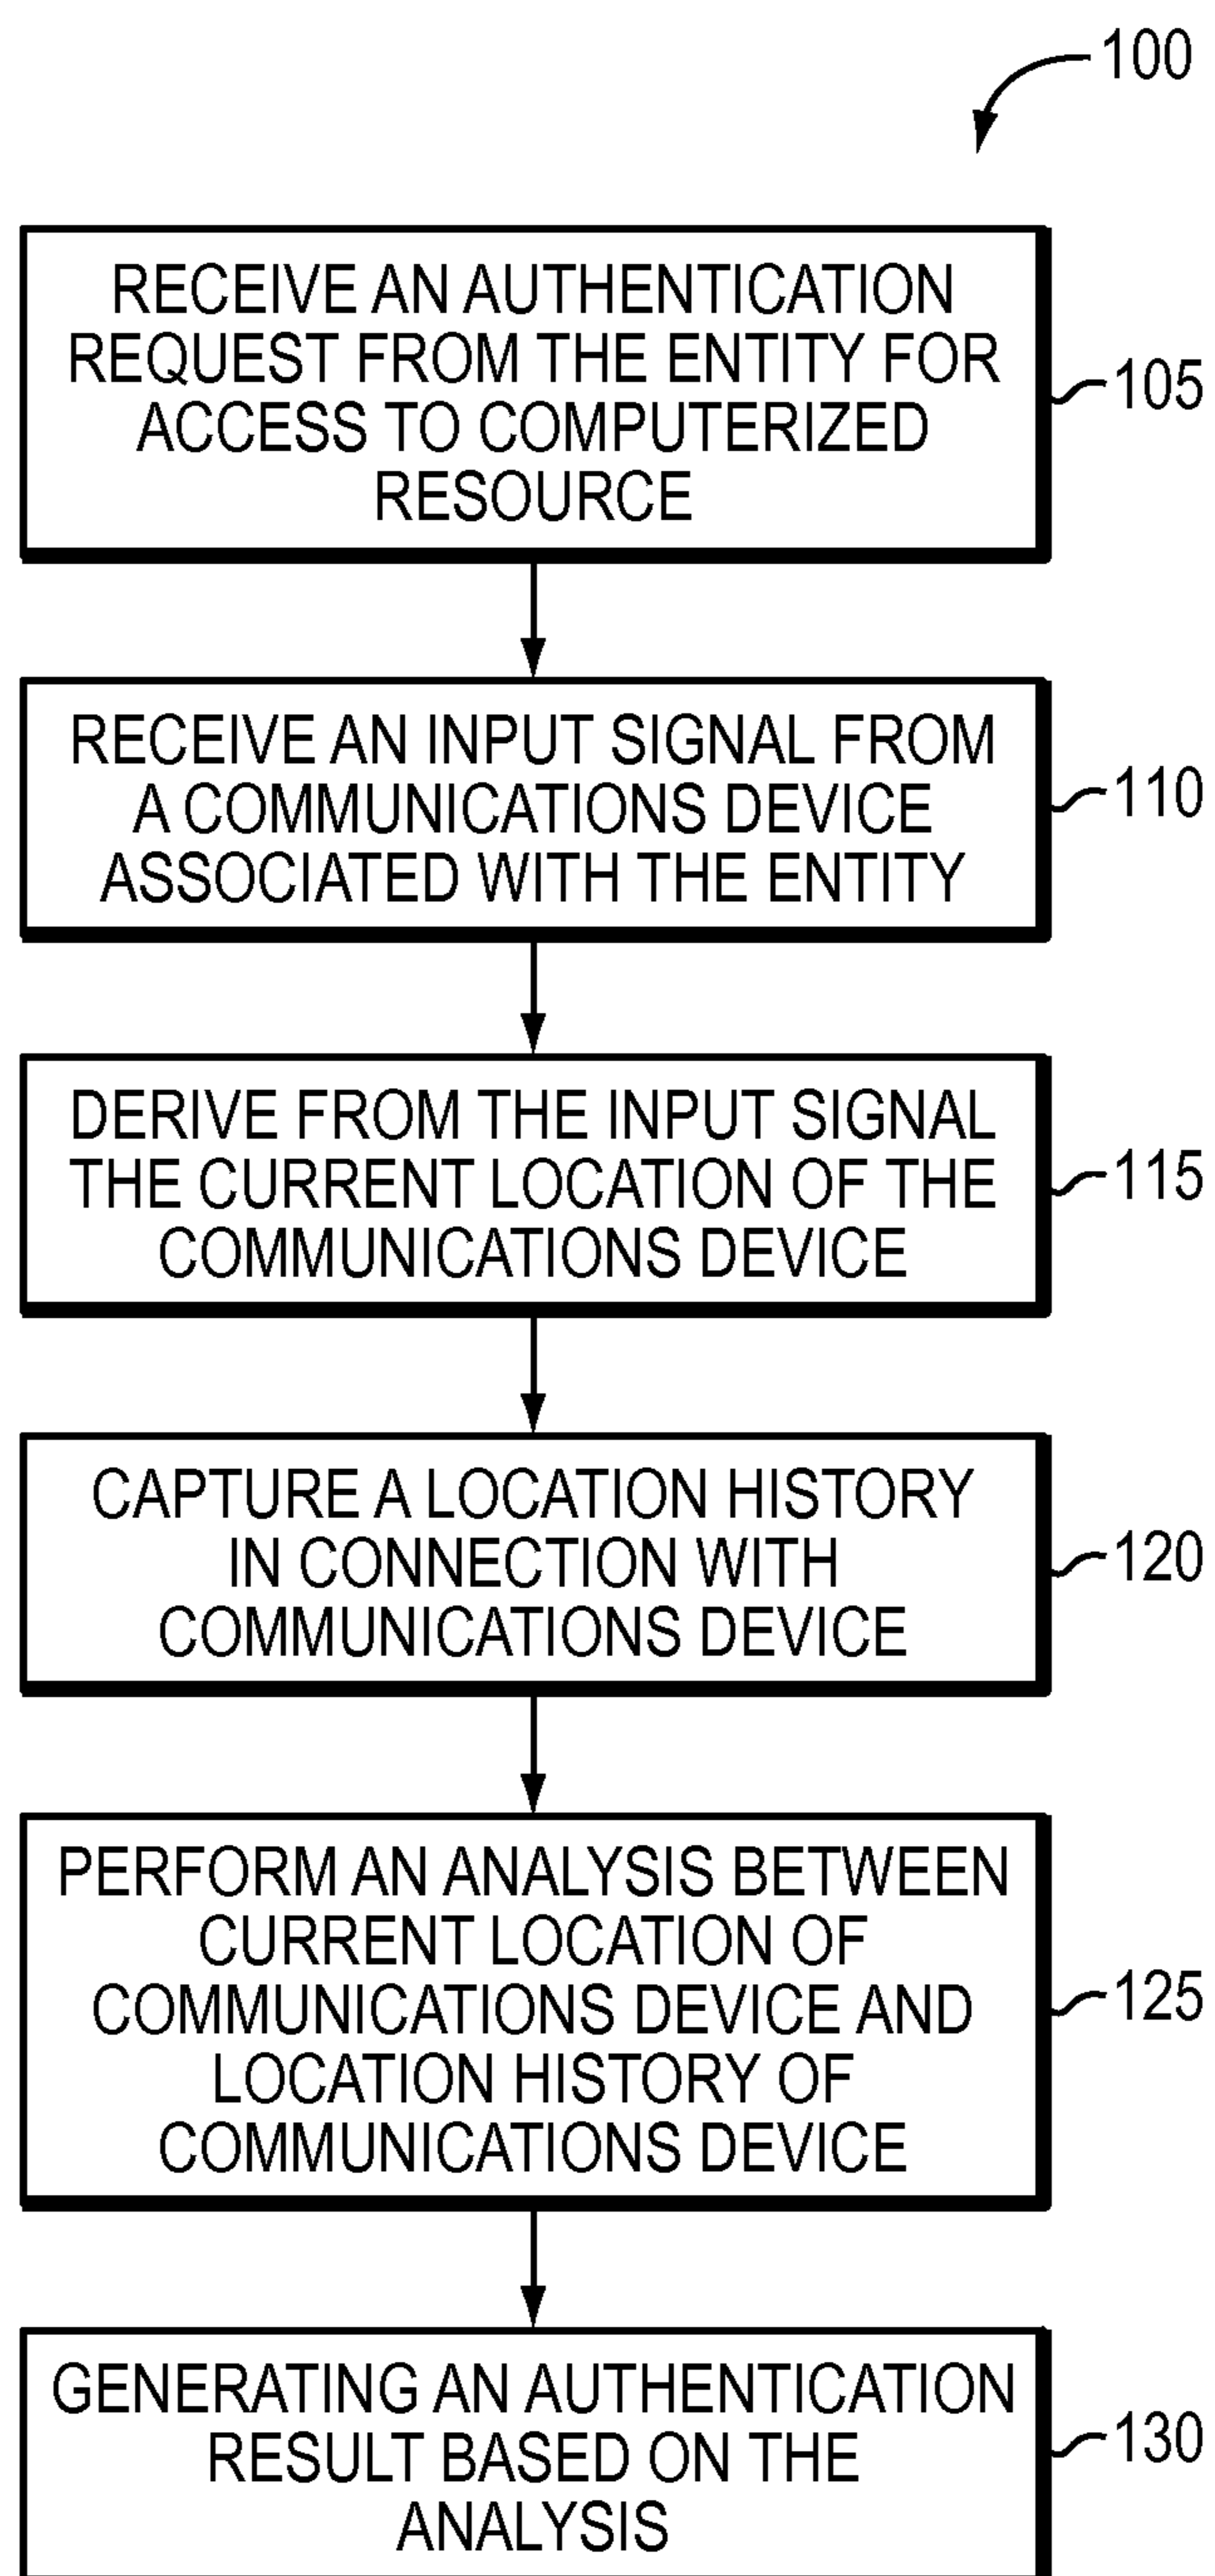 100
RECEIVE AN AUTHENTICATION
REQUEST FROM THE ENTITY FOR
ACCESS TO COMPUTERIZED
RESOURCE
105
RECEIVE AN INPUT SIGNAL FROM
A COMMUNICATIONS DEVICE
ASSOCIATED WITH THE ENTITY
110
DERIVE FROM THE INPUT SIGNAL
THE CURRENT LOCATION OF THE
COMMUNICATIONS DEVICE
115
CAPTURE A LOCATION HISTORY
IN CONNECTION WITH
COMMUNICATIONS DEVICE
120
PERFORM AN ANALYSIS BETWEEN
CURRENT LOCATION OF
COMMUNICATIONS DEVICE AND
LOCATION HISTORY OF
COMMUNICATIONS DEVICE
125
GENERATING AN AUTHENTICATION
RESULT BASED ON THE
ANALYSIS
130